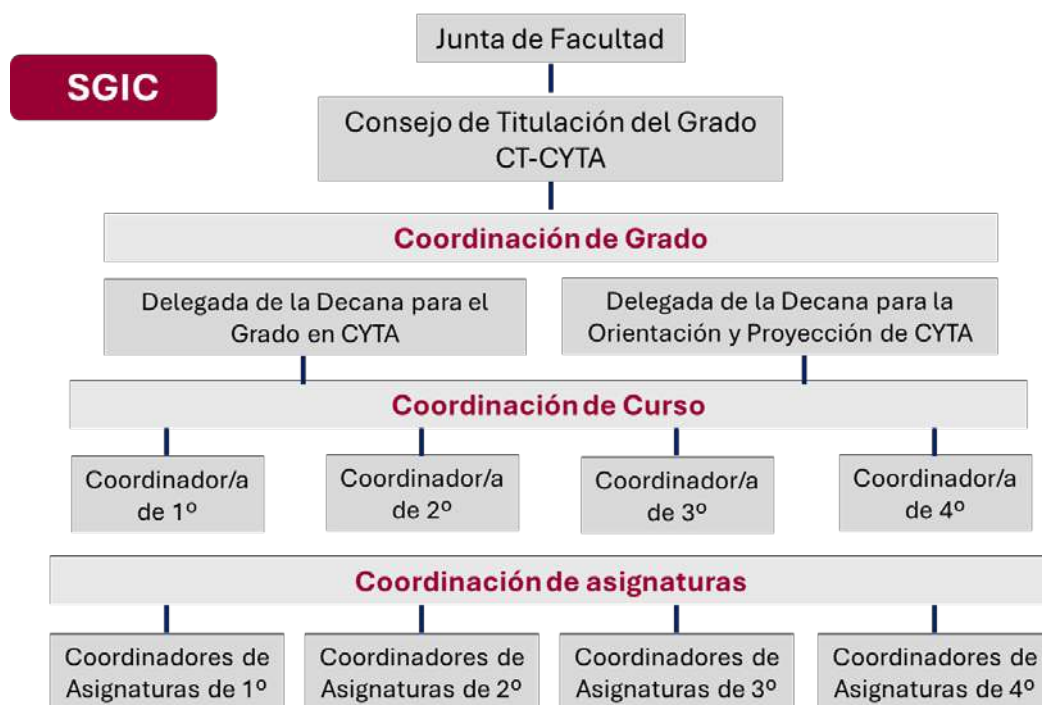 Junta de Facultad
SGIC
Consejo de Titulación del Grado
CT-CYTA
Coordinación de Grado
Delegada de la Decana para el
Grado en CYTA
Delegada de la Decana para la
Orientación y Proyección de CYTA
Coordinación de Curso
Coordinador/a
de 1º
Coordinador/a
de 2º
Coordinador/a
de 3º
Coordinador/a
de 4º
Coordinación de asignaturas
Coordinadores de
Asignaturas de 1º
Coordinadores de
Asignaturas de 2º
Coordinadores de
Asignaturas de 3º
Coordinadores de
Asignaturas de 4º